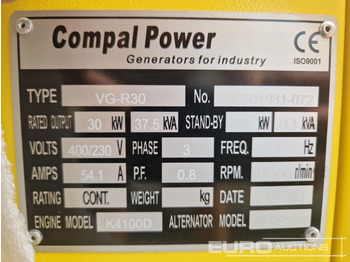 Compal Power
Generators for industry
CE
ISO9001
TYPE VG-R30 No.
RATED OUTPUT 30 kW 37.5 kVA STAND-BY kW kVA
VOLTS 400/230 V PHASE 3 FREQ. Hz
AMPS 54.1 A P.F. 0.8 RPM. r/min
RATING CONT. WEIGHT kg DATE
ENGINE MODEL K4100D ALTERNATOR MODEL
EURO AUCTIONS